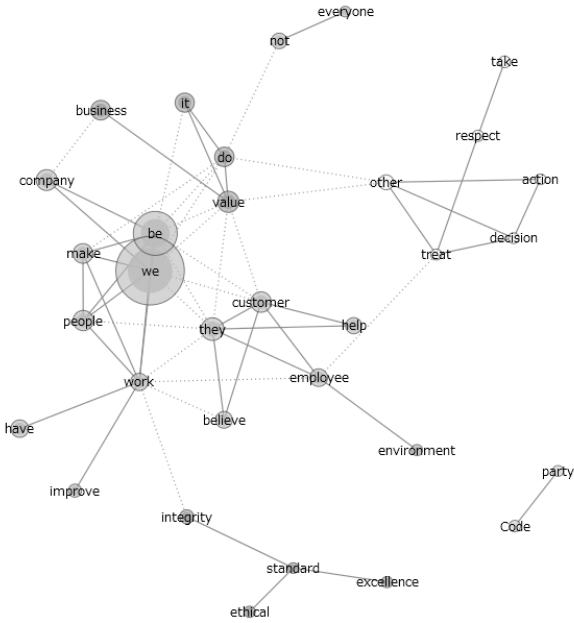 everyone
not
take
it
business
respect
do
company
other
action
value
be
decision
make
treat
we
customer
people
they
help
employee
work
believe
have
environment
party
improve
integrity
Code
standard
excellence
ethical